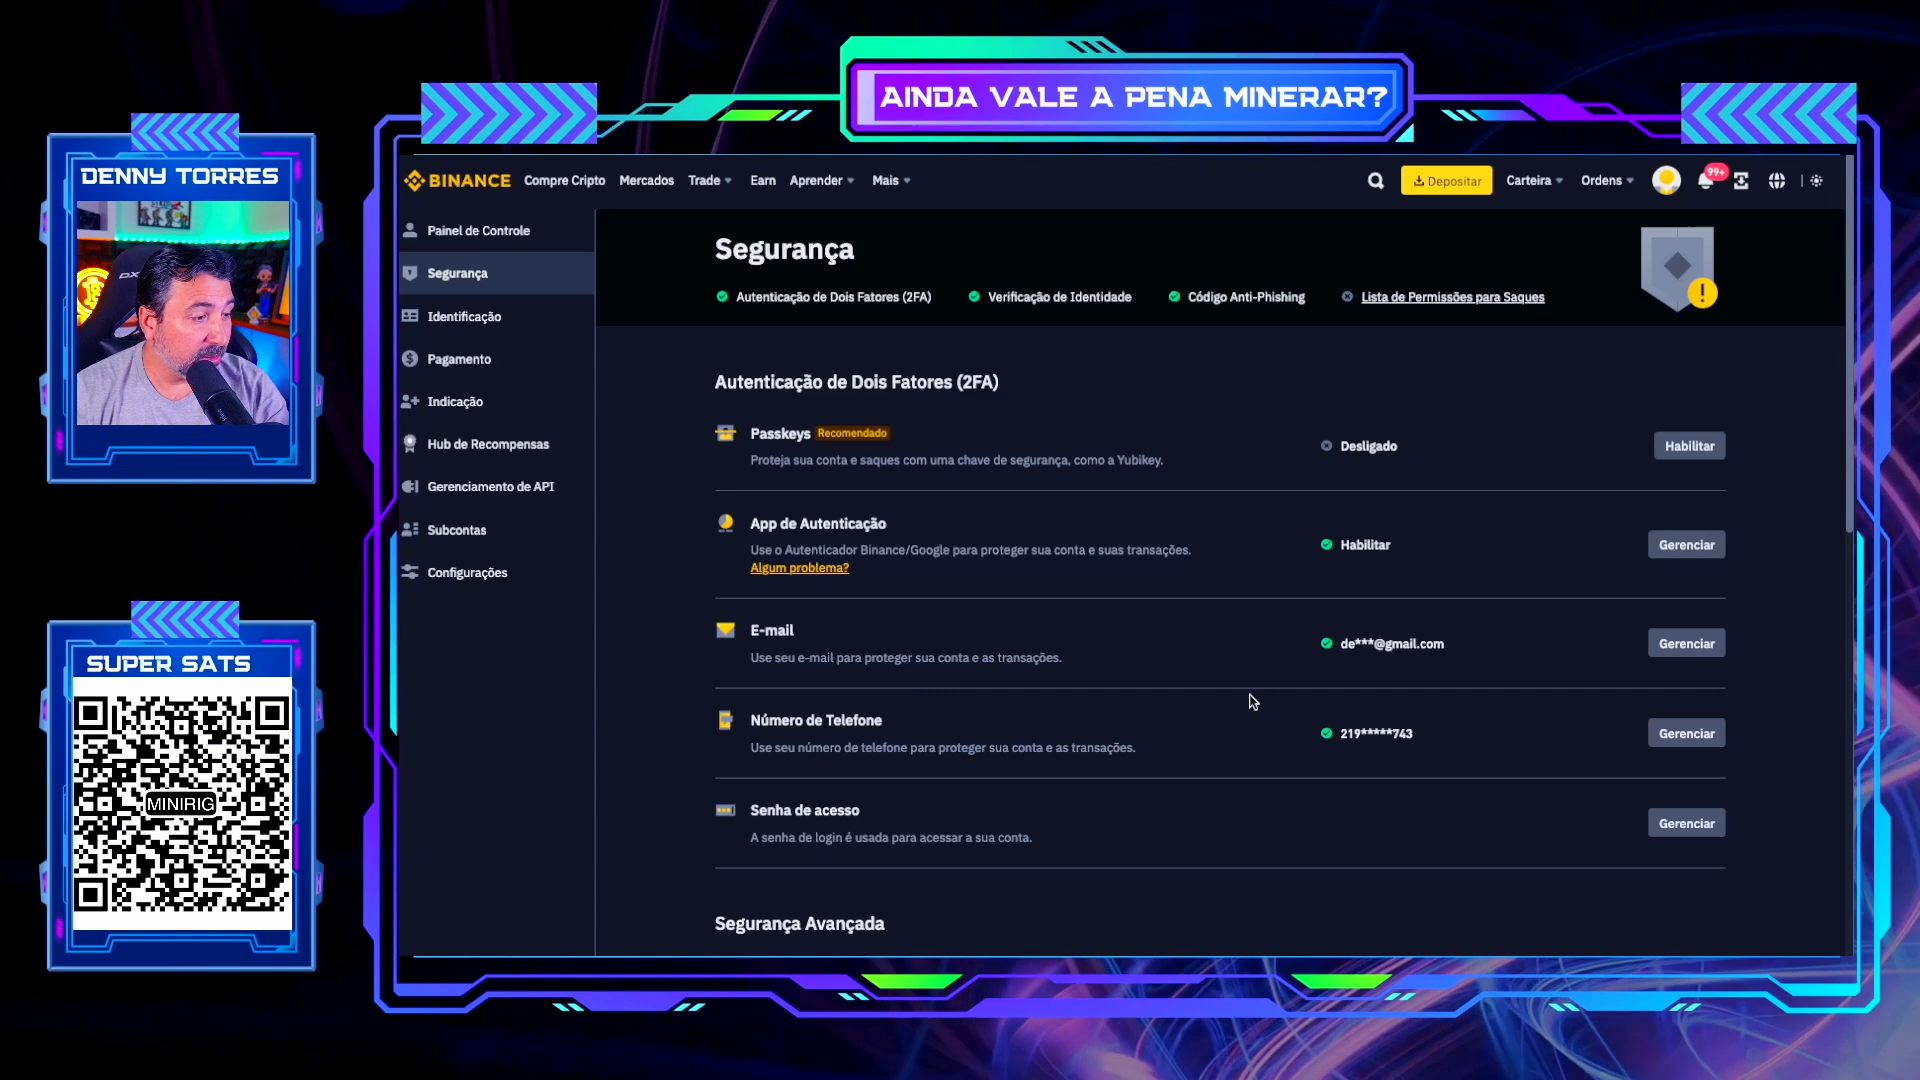 AINDA VALE A PENA MINERAR?
DENNY TORRES
DX
SUPER SATS
MINIRIG
BINANCE Compre Cripto Mercados Trade Earn Aprender Mais Depositar Carteira Ordens 99+
Painel de Controle
Segurança
Identificação
Pagamento
Indicação
Hub de Recompensas
Gerenciamento de API
Subcontas
Configurações
Segurança
Autenticação de Dois Fatores (2FA) Verificação de Identidade Código Anti-Phishing Lista de Permissões para Saques
Autenticação de Dois Fatores (2FA)
Passkeys Recomendado
Proteja sua conta e saques com uma chave de segurança, como a Yubikey.
Desligado
Habilitar
App de Autenticação
Use o Autenticador Binance/Google para proteger sua conta e suas transações.
Algum problema?
Habilitar
Gerenciar
E-mail
Use seu e-mail para proteger sua conta e as transações.
de***@gmail.com
Gerenciar
Número de Telefone
Use seu número de telefone para proteger sua conta e as transações.
219*****743
Gerenciar
Senha de acesso
A senha de login é usada para acessar a sua conta.
Gerenciar
Segurança Avançada